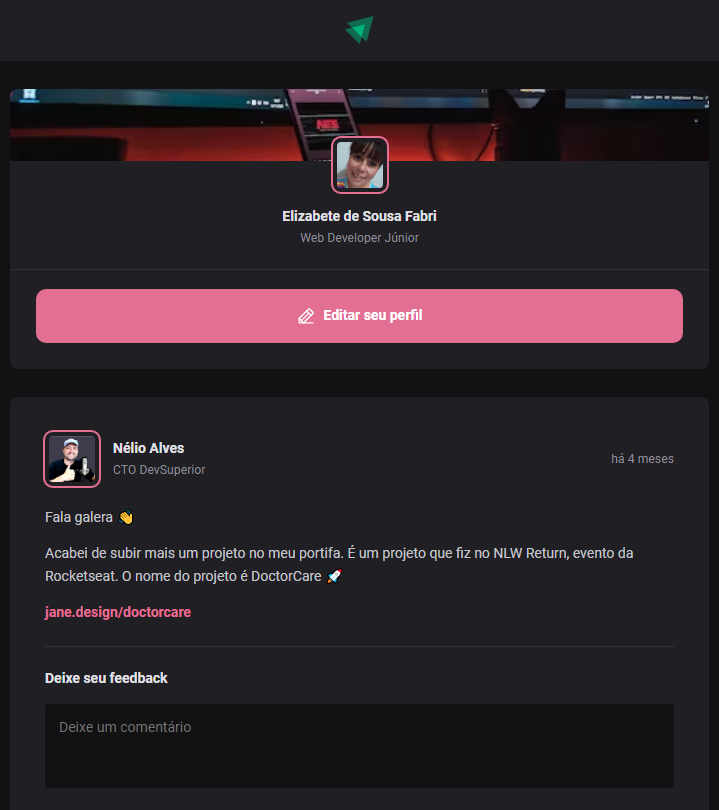 Elizabete de Sousa Fabri
Web Developer Júnior
Editar seu perfil
Nélio Alves
CTO DevSuperior
há 4 meses
Fala galera 👋
Acabei de subir mais um projeto no meu portifa. É um projeto que fiz no NLW Return, evento da
Rocketseat. O nome do projeto é DoctorCare 🚀
jane.design/doctorcare
Deixe seu feedback
Deixe um comentário